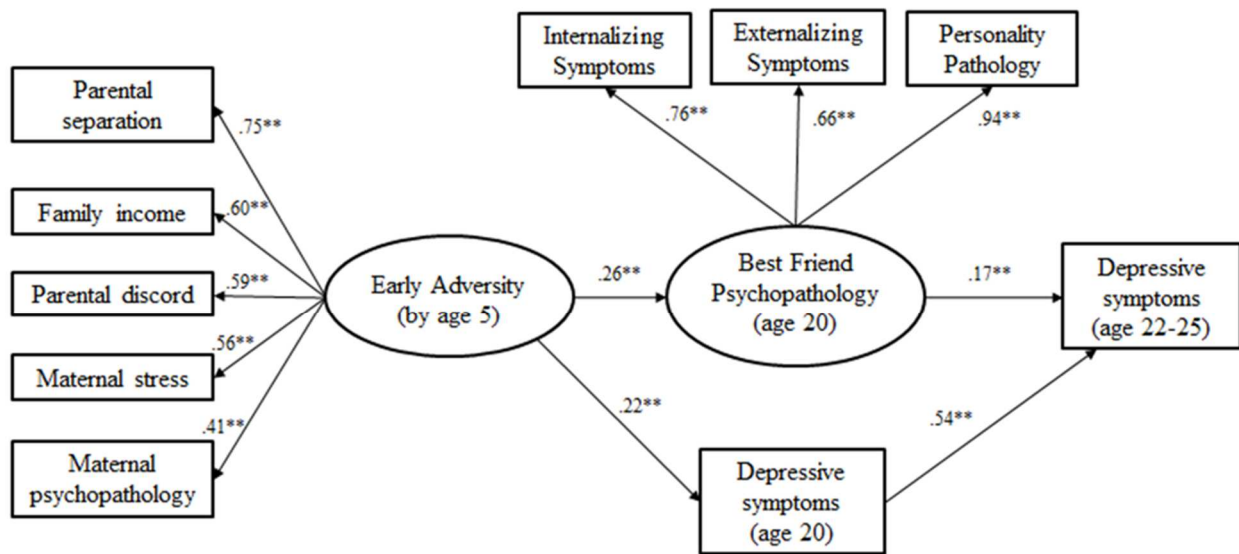 Internalizing
Symptoms
Externalizing
Symptoms
Personality
Pathology
Parental
separation
.75**
.76**
.66**
.94**
Family income
.60**
Parental discord
.59**
Early Adversity
(by age 5)
.26**
Best Friend
Psychopathology
(age 20)
.17**
Depressive
symptoms
(age 22-25)
Maternal stress
.56**
Maternal
psychopathology
.41**
.22**
.54**
Depressive
symptoms
(age 20)